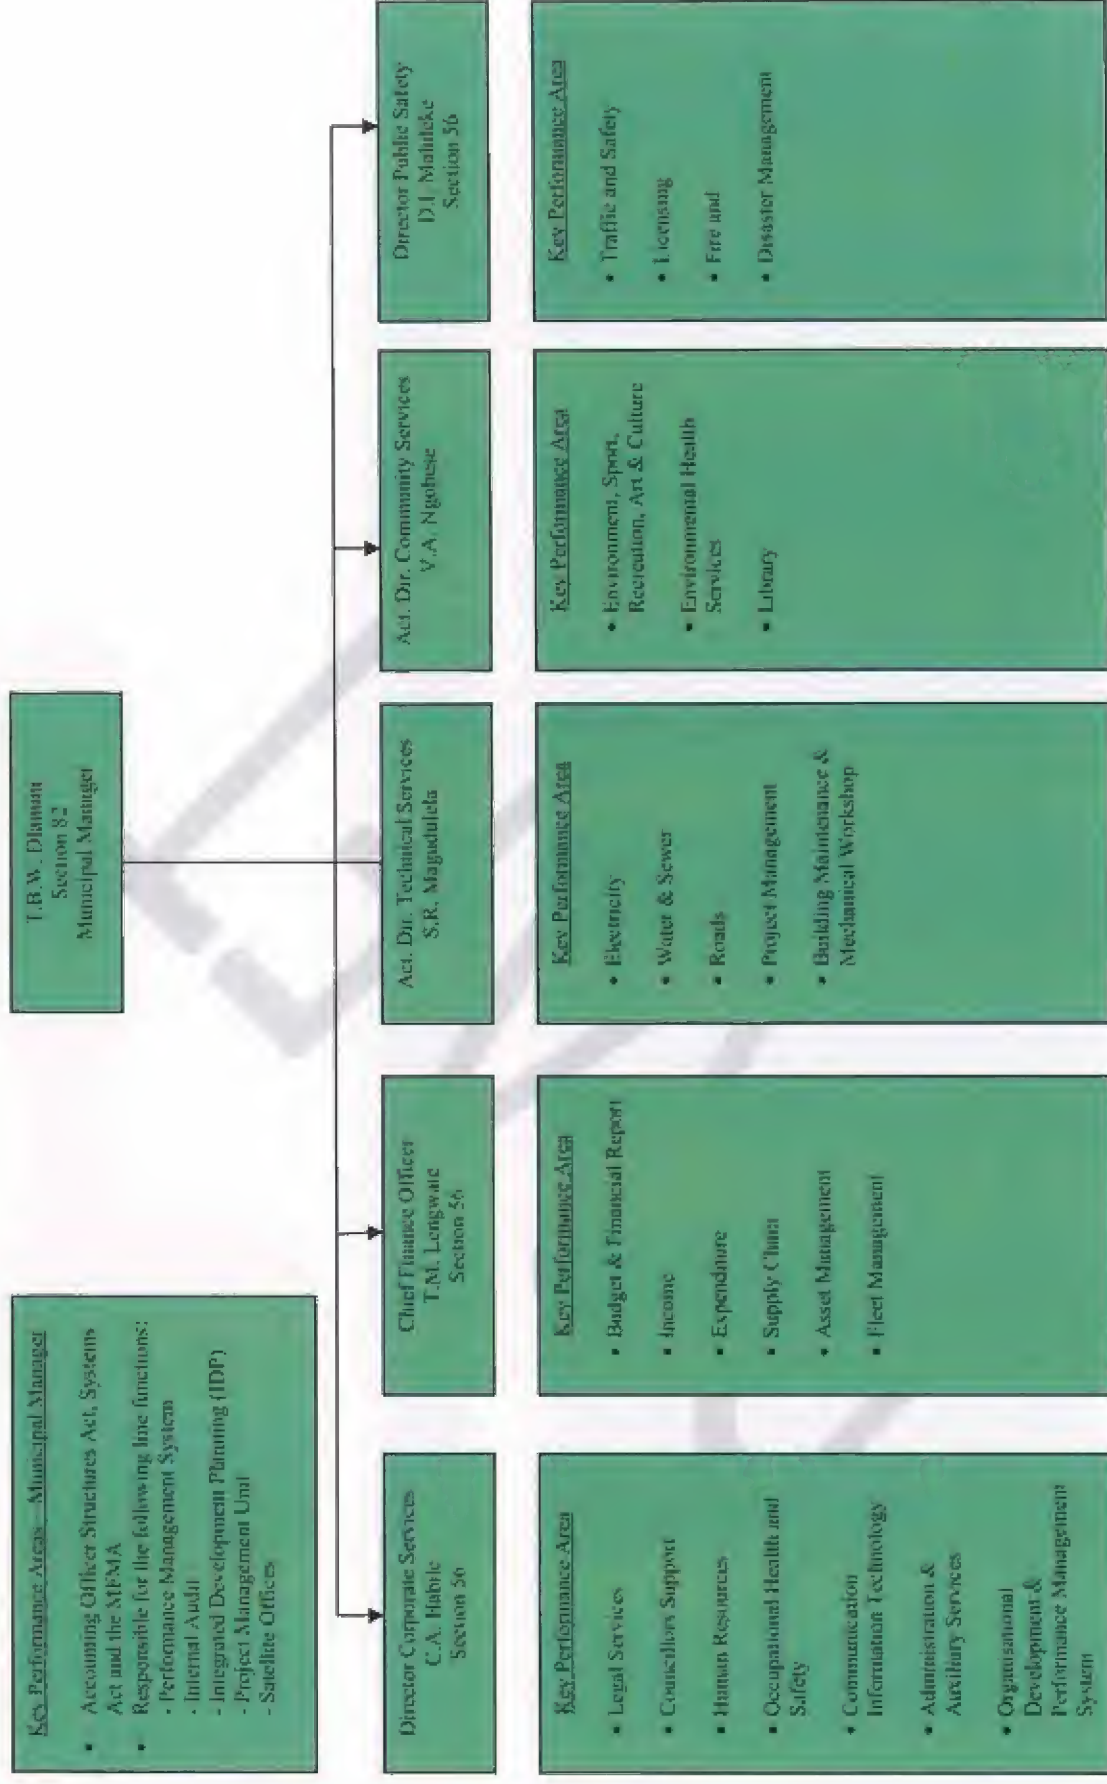 Key Performance Areas - Municipal Manager
• Accounting Officer Structures Act, Systems
Act and the MFMA
• Responsible for the following line functions:
- Performance Management System
- Internal Audit
- Integrated Development Planning (IDP)
- Project Management Unit
- Satellite Offices
T.B.W.
Section 82
Municipal Manager
Director Corporate Services
C.A. Habile
Section 56
Chief Finance Officer
T.M. Lengwate
Section 56
Act. Dir. Technical Services
S.R. Magudulela
Act. Dir. Community Services
V.A. Ngobese
Director Public Safety
Section 56
Key Performance Area
• Legal Services
• Councillors Support
• Human Resources
• Occupational Health and
Safety
• Communication
Information Technology
• Administration &
Auxiliary Services
• Organisational
Development &
Performance Management
System
Key Performance Area
• Budget & Financial Report
• Income
• Expenditure
• Supply Chain
• Asset Management
• Fleet Management
Key Performance Area
• Electricity
• Water & Sewer
• Roads
• Project Management
• Building Maintenance &
Mechanical Workshop
Key Performance Area
• Environment, Sport,
Recreation, Art & Culture
• Environmental Health
Services
• Library
Key Performance Area
• Traffic and Safety
• Licensing
• Fire and
• Disaster Management